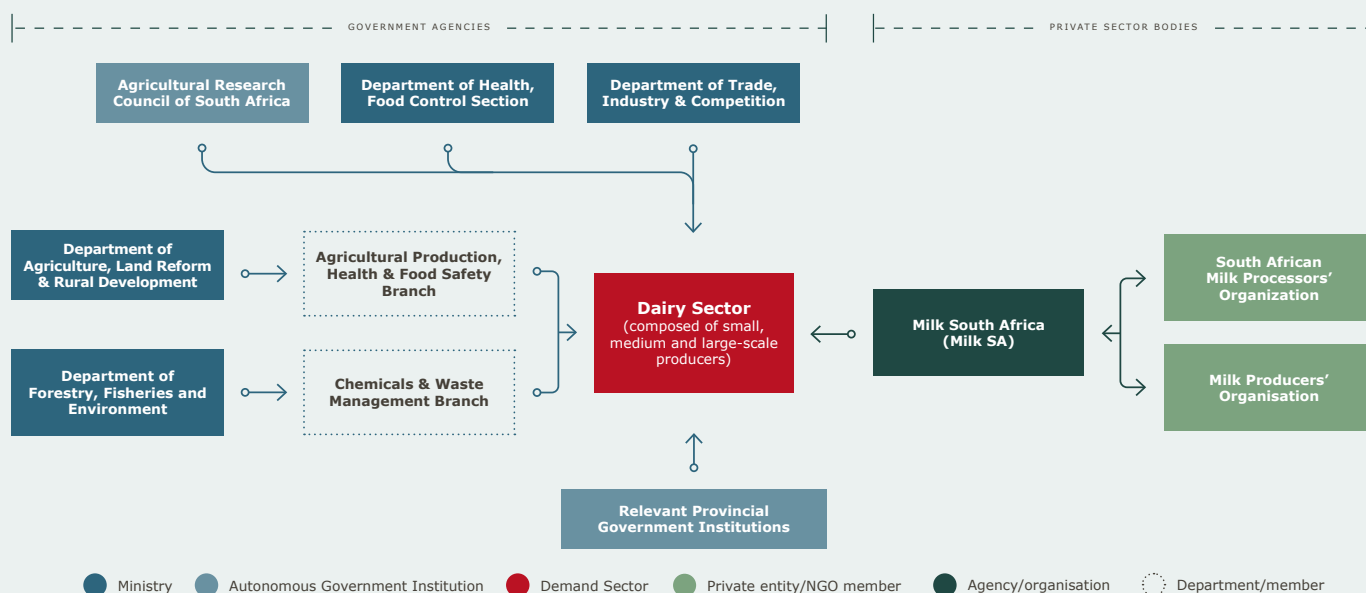 GOVERNMENT AGENCIES
PRIVATE SECTOR BODIES
Agricultural Research
Council of South Africa
Department of Health,
Food Control Section
Department of Trade,
Industry & Competition
Department of
Agriculture, Land Reform
& Rural Development
Agricultural Production,
Health & Food Safety
Branch
Dairy Sector
(composed of small,
medium and large-scale
producers)
Milk South Africa
(Milk SA)
South African
Milk Processors’
Organization
Department of
Forestry, Fisheries and
Environment
Chemicals & Waste
Management Branch
Milk Producers’
Organisation
Relevant Provincial
Government Institutions
Ministry
Autonomous Government Institution
Demand Sector
Private entity/NGO member
Agency/organisation
Department/member